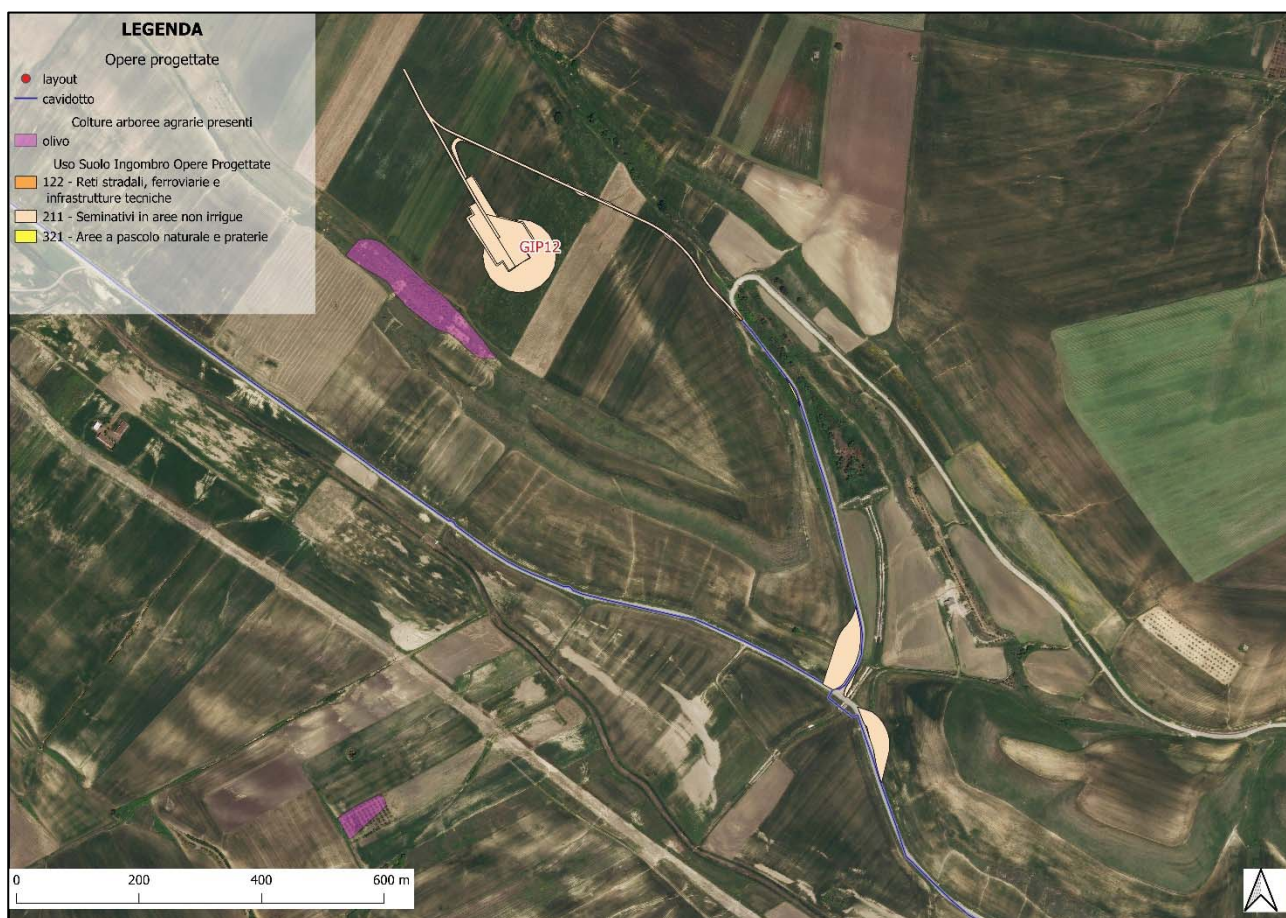 LEGENDA
Opere progettate
layout
cavidotto
Colture arboree agrarie presenti
olivo
Uso Suolo Ingombro Opere Progettate
122 - Reti stradali, ferroviarie e
infrastrutture tecniche
211 - Seminativi in aree non irrigue
321 - Aree a pascolo naturale e praterie
GIP12
0 200 400 600 m